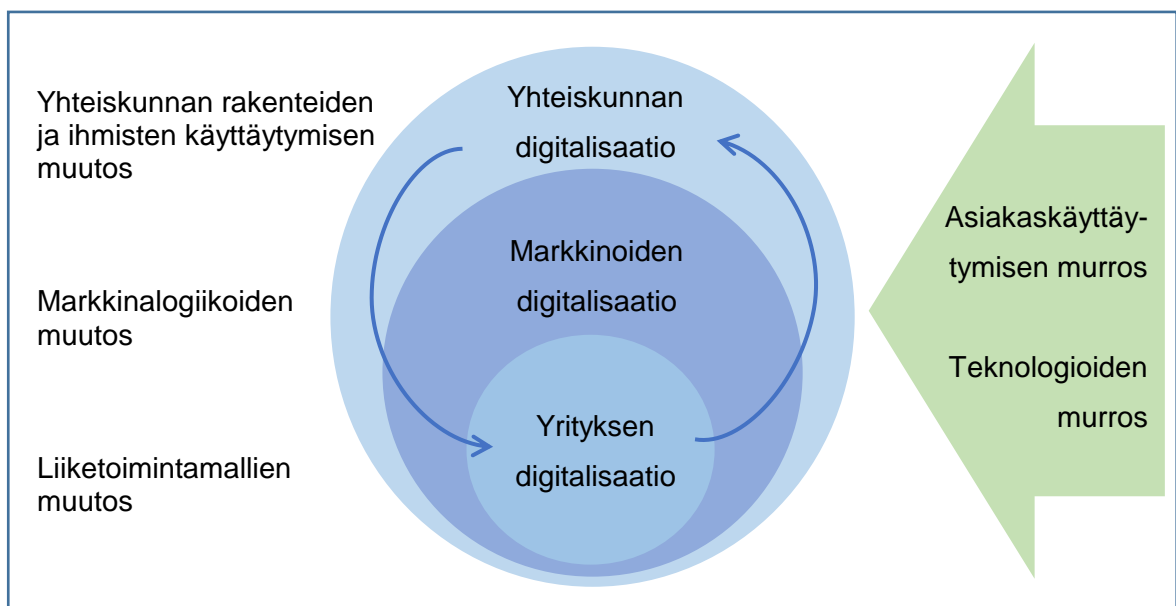 Yhteiskunnan rakenteiden
ja ihmisten käyttäytymisen
muutos
Markkinalogiikoiden
muutos
Liiketoimintamallien
muutos
Yhteiskunnan
digitalisaatio
Markkinoiden
digitalisaatio
Yrityksen
digitalisaatio
Asiakaskäyttäy-
tymisen murros
Teknologioiden
murros